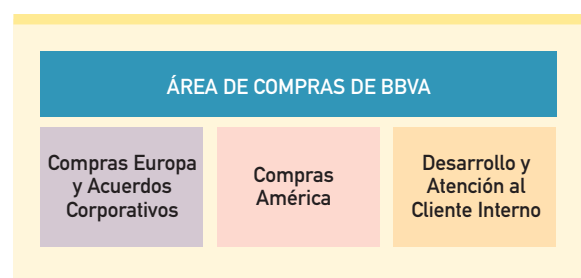 ÁREA DE COMPRAS DE BBVA
Compras Europa
y Acuerdos
Corporativos
Compras
América
Desarrollo y
Atención al
Cliente Interno